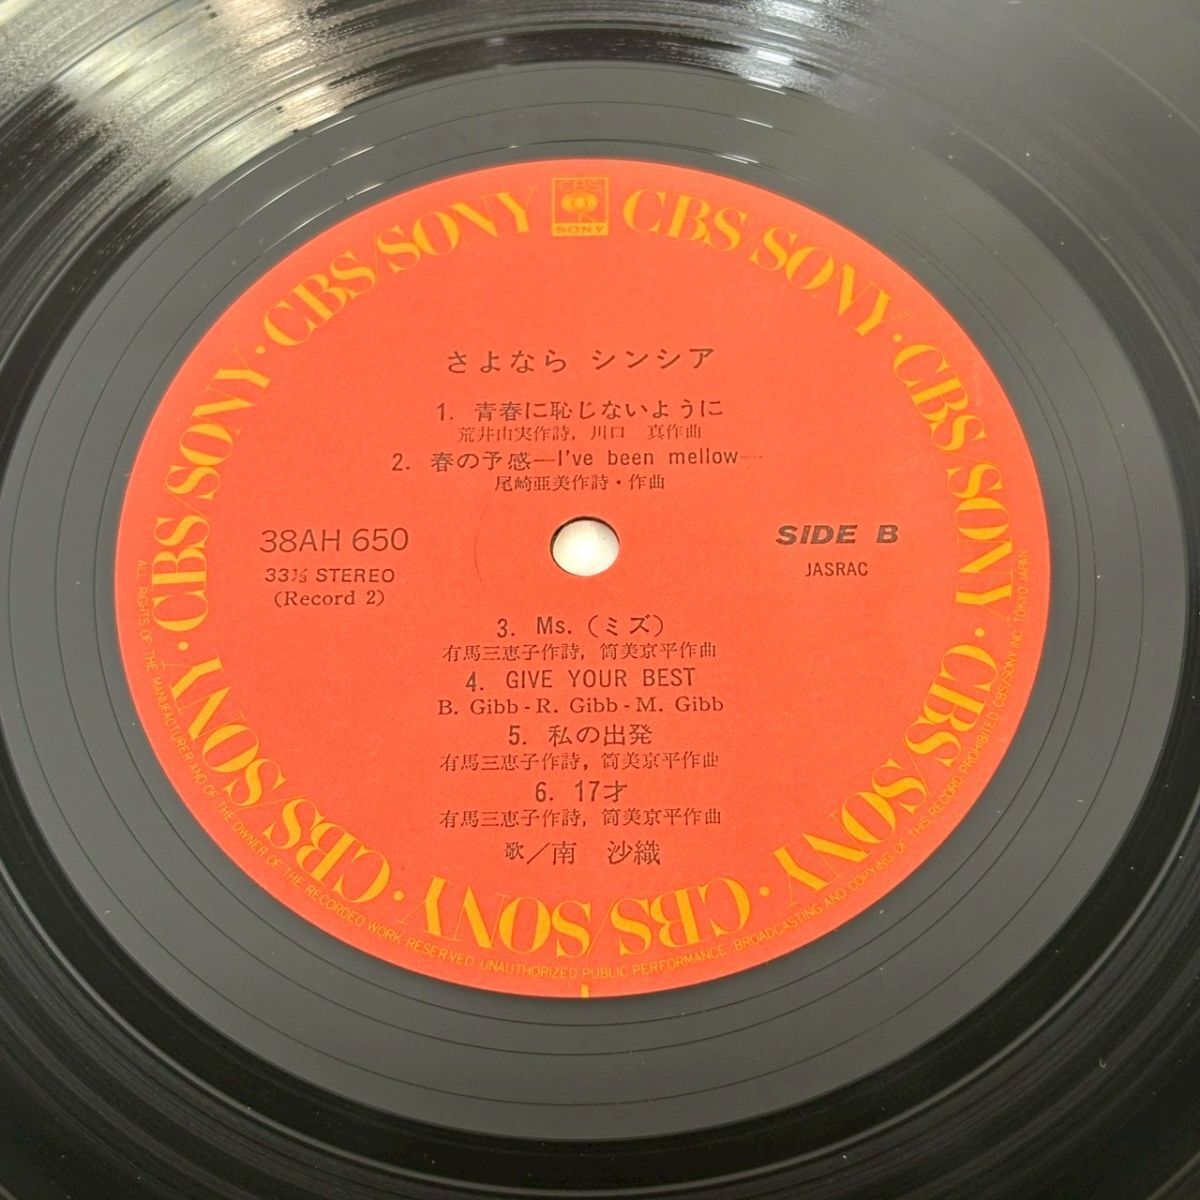 CBS
SONY
CBS/SONY · CBS/SONY · CBS/SONY · CBS/SONY · CBS/SONY · CBS/SONY · CBS/SONY · CBS/SONY
さよなら シンシア
1. 青春に恥じないように
荒井由実作詩, 川口 真作曲
2. 春の予感—I've been mellow—
尾崎亜美作詩・作曲
38AH 650
33⅓ STEREO
(Record 2)
SIDE B
JASRAC
3. Ms. (ミズ)
有馬三恵子作詩, 筒美京平作曲
4. GIVE YOUR BEST
B. Gibb - R. Gibb - M. Gibb
5. 私の出発
有馬三恵子作詩, 筒美京平作曲
6. 17才
有馬三恵子作詩, 筒美京平作曲
歌／南 沙織
ALL RIGHTS OF THE MANUFACTURER AND OF THE OWNER OF THE RECORDED WORK RESERVED. UNAUTHORIZED PUBLIC PERFORMANCE BROADCASTING AND COPYING OF THIS RECORD PROHIBITED CBS/SONY INC. TOKYO JAPAN